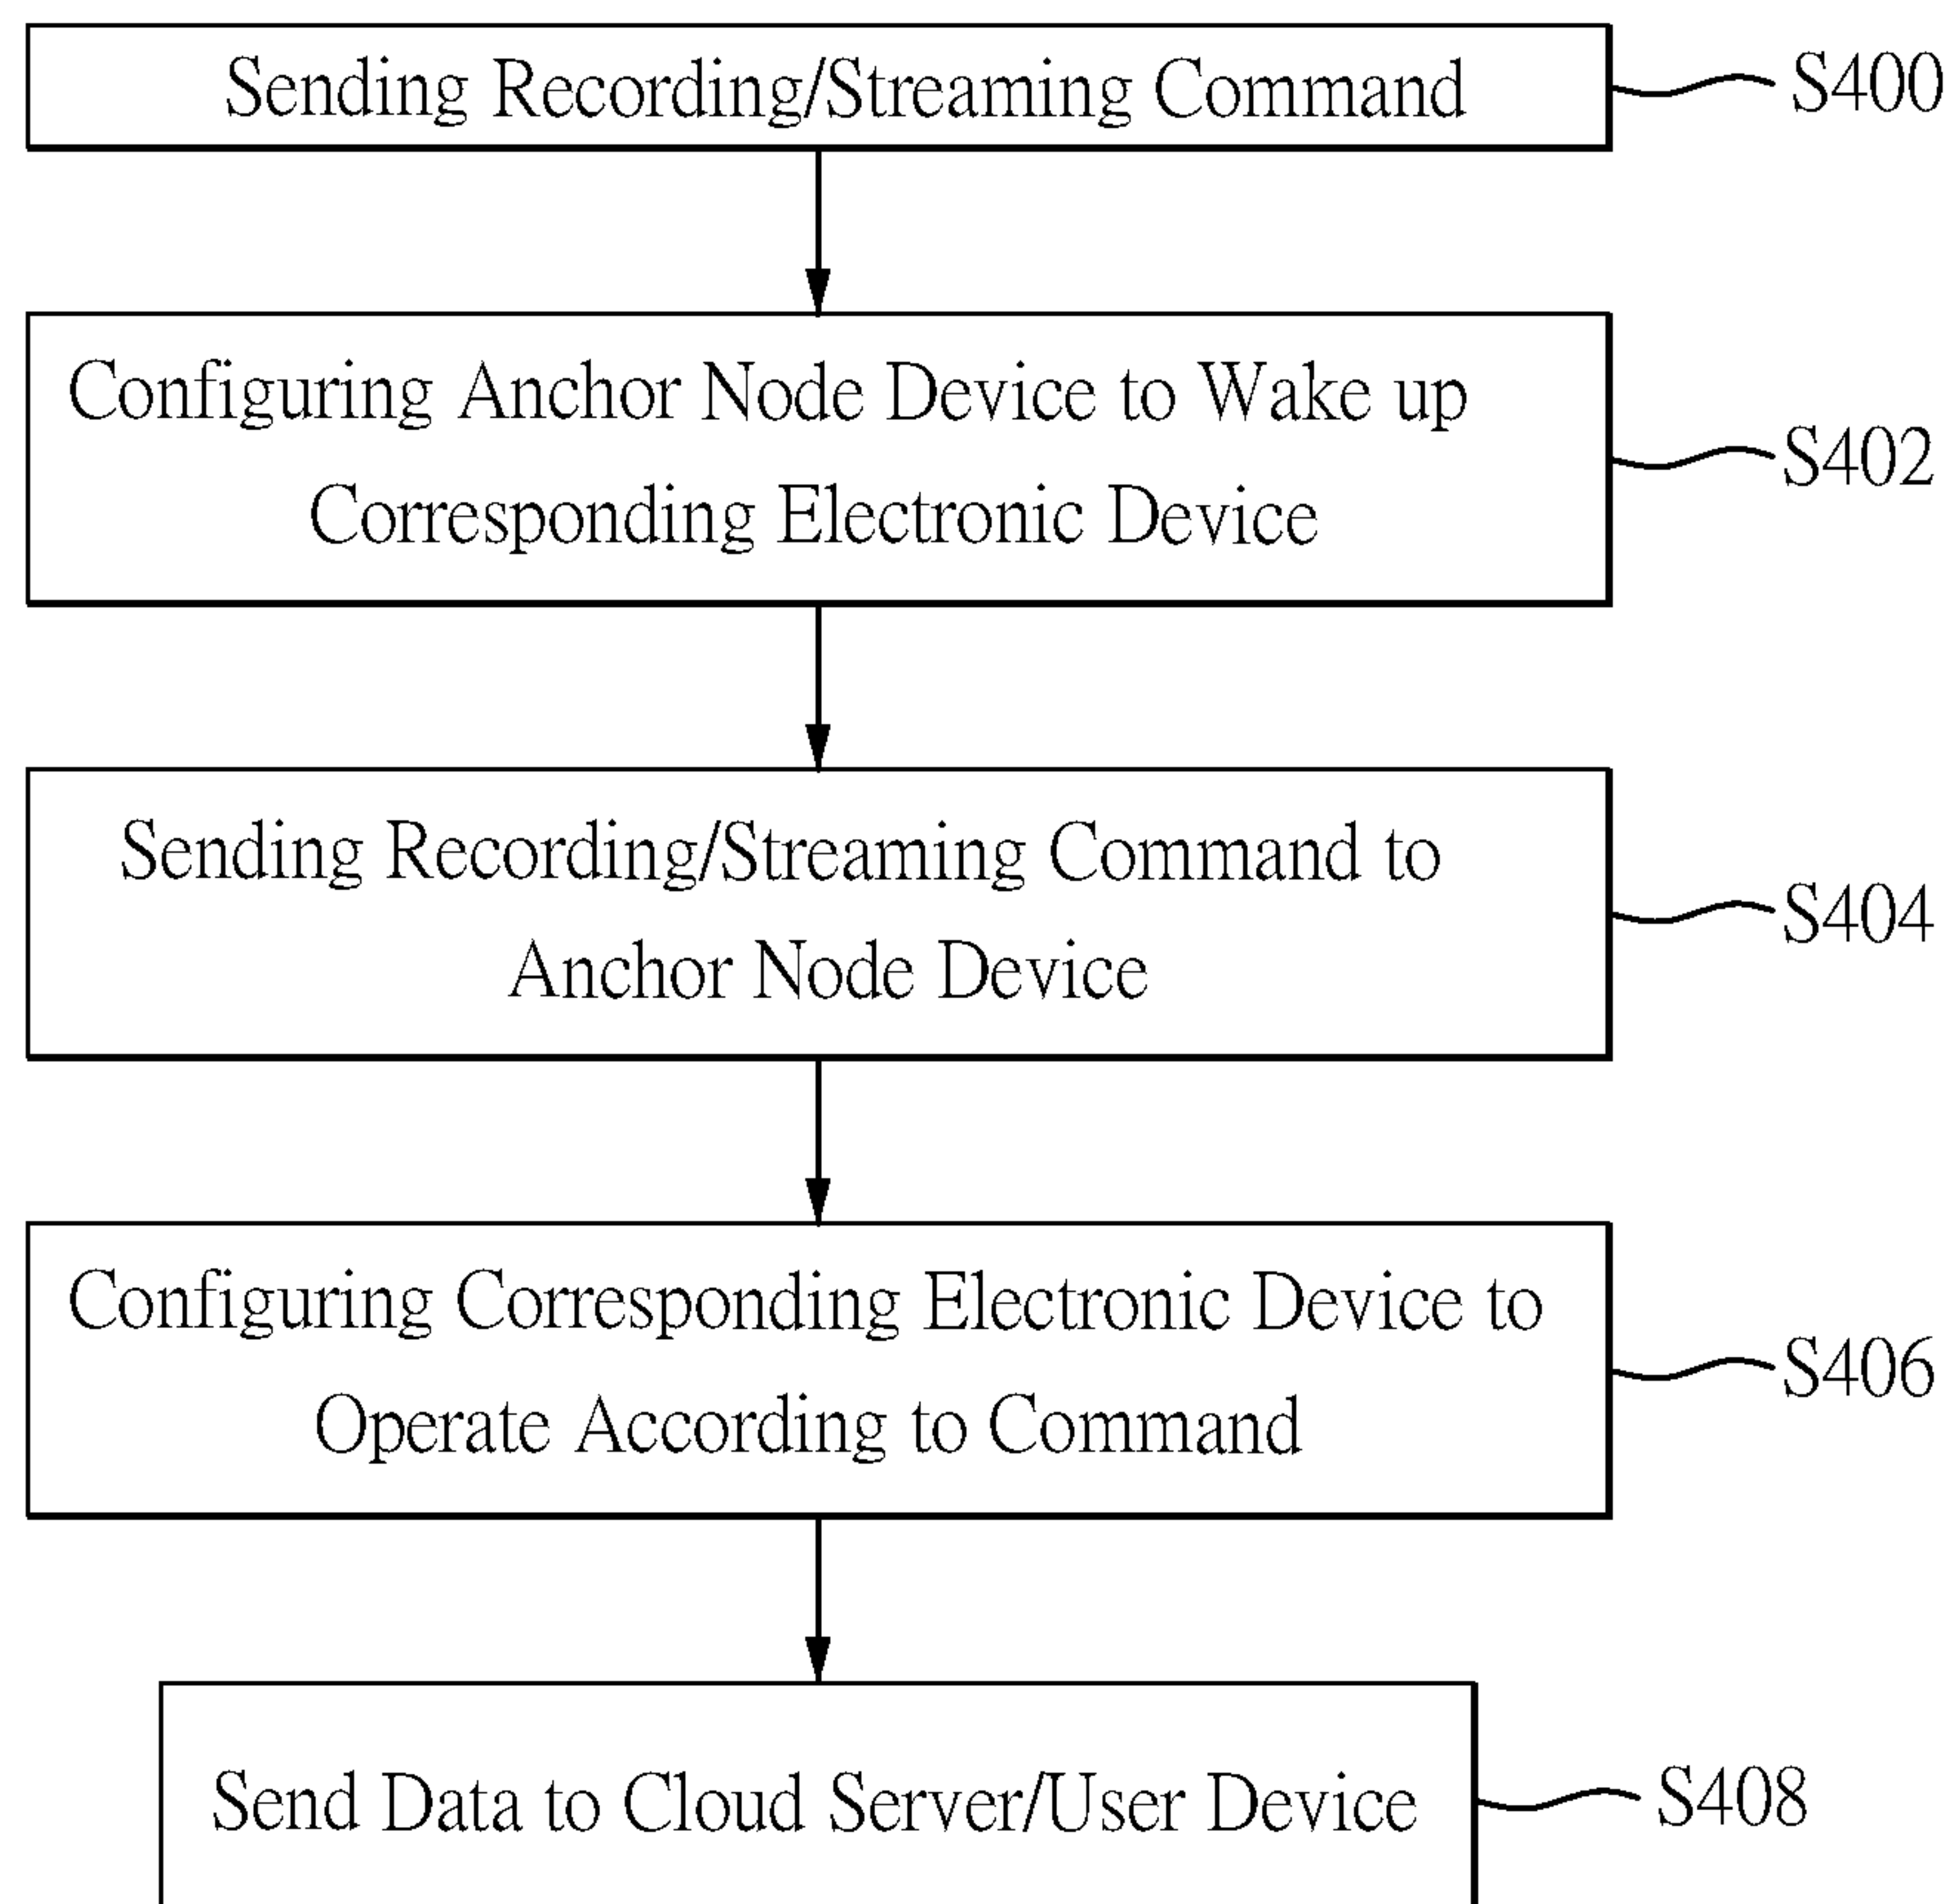 Sending Recording/Streaming Command
S400
Configuring Anchor Node Device to Wake up
Corresponding Electronic Device
S402
Sending Recording/Streaming Command to
Anchor Node Device
S404
Configuring Corresponding Electronic Device to
Operate According to Command
S406
Send Data to Cloud Server/User Device
S408